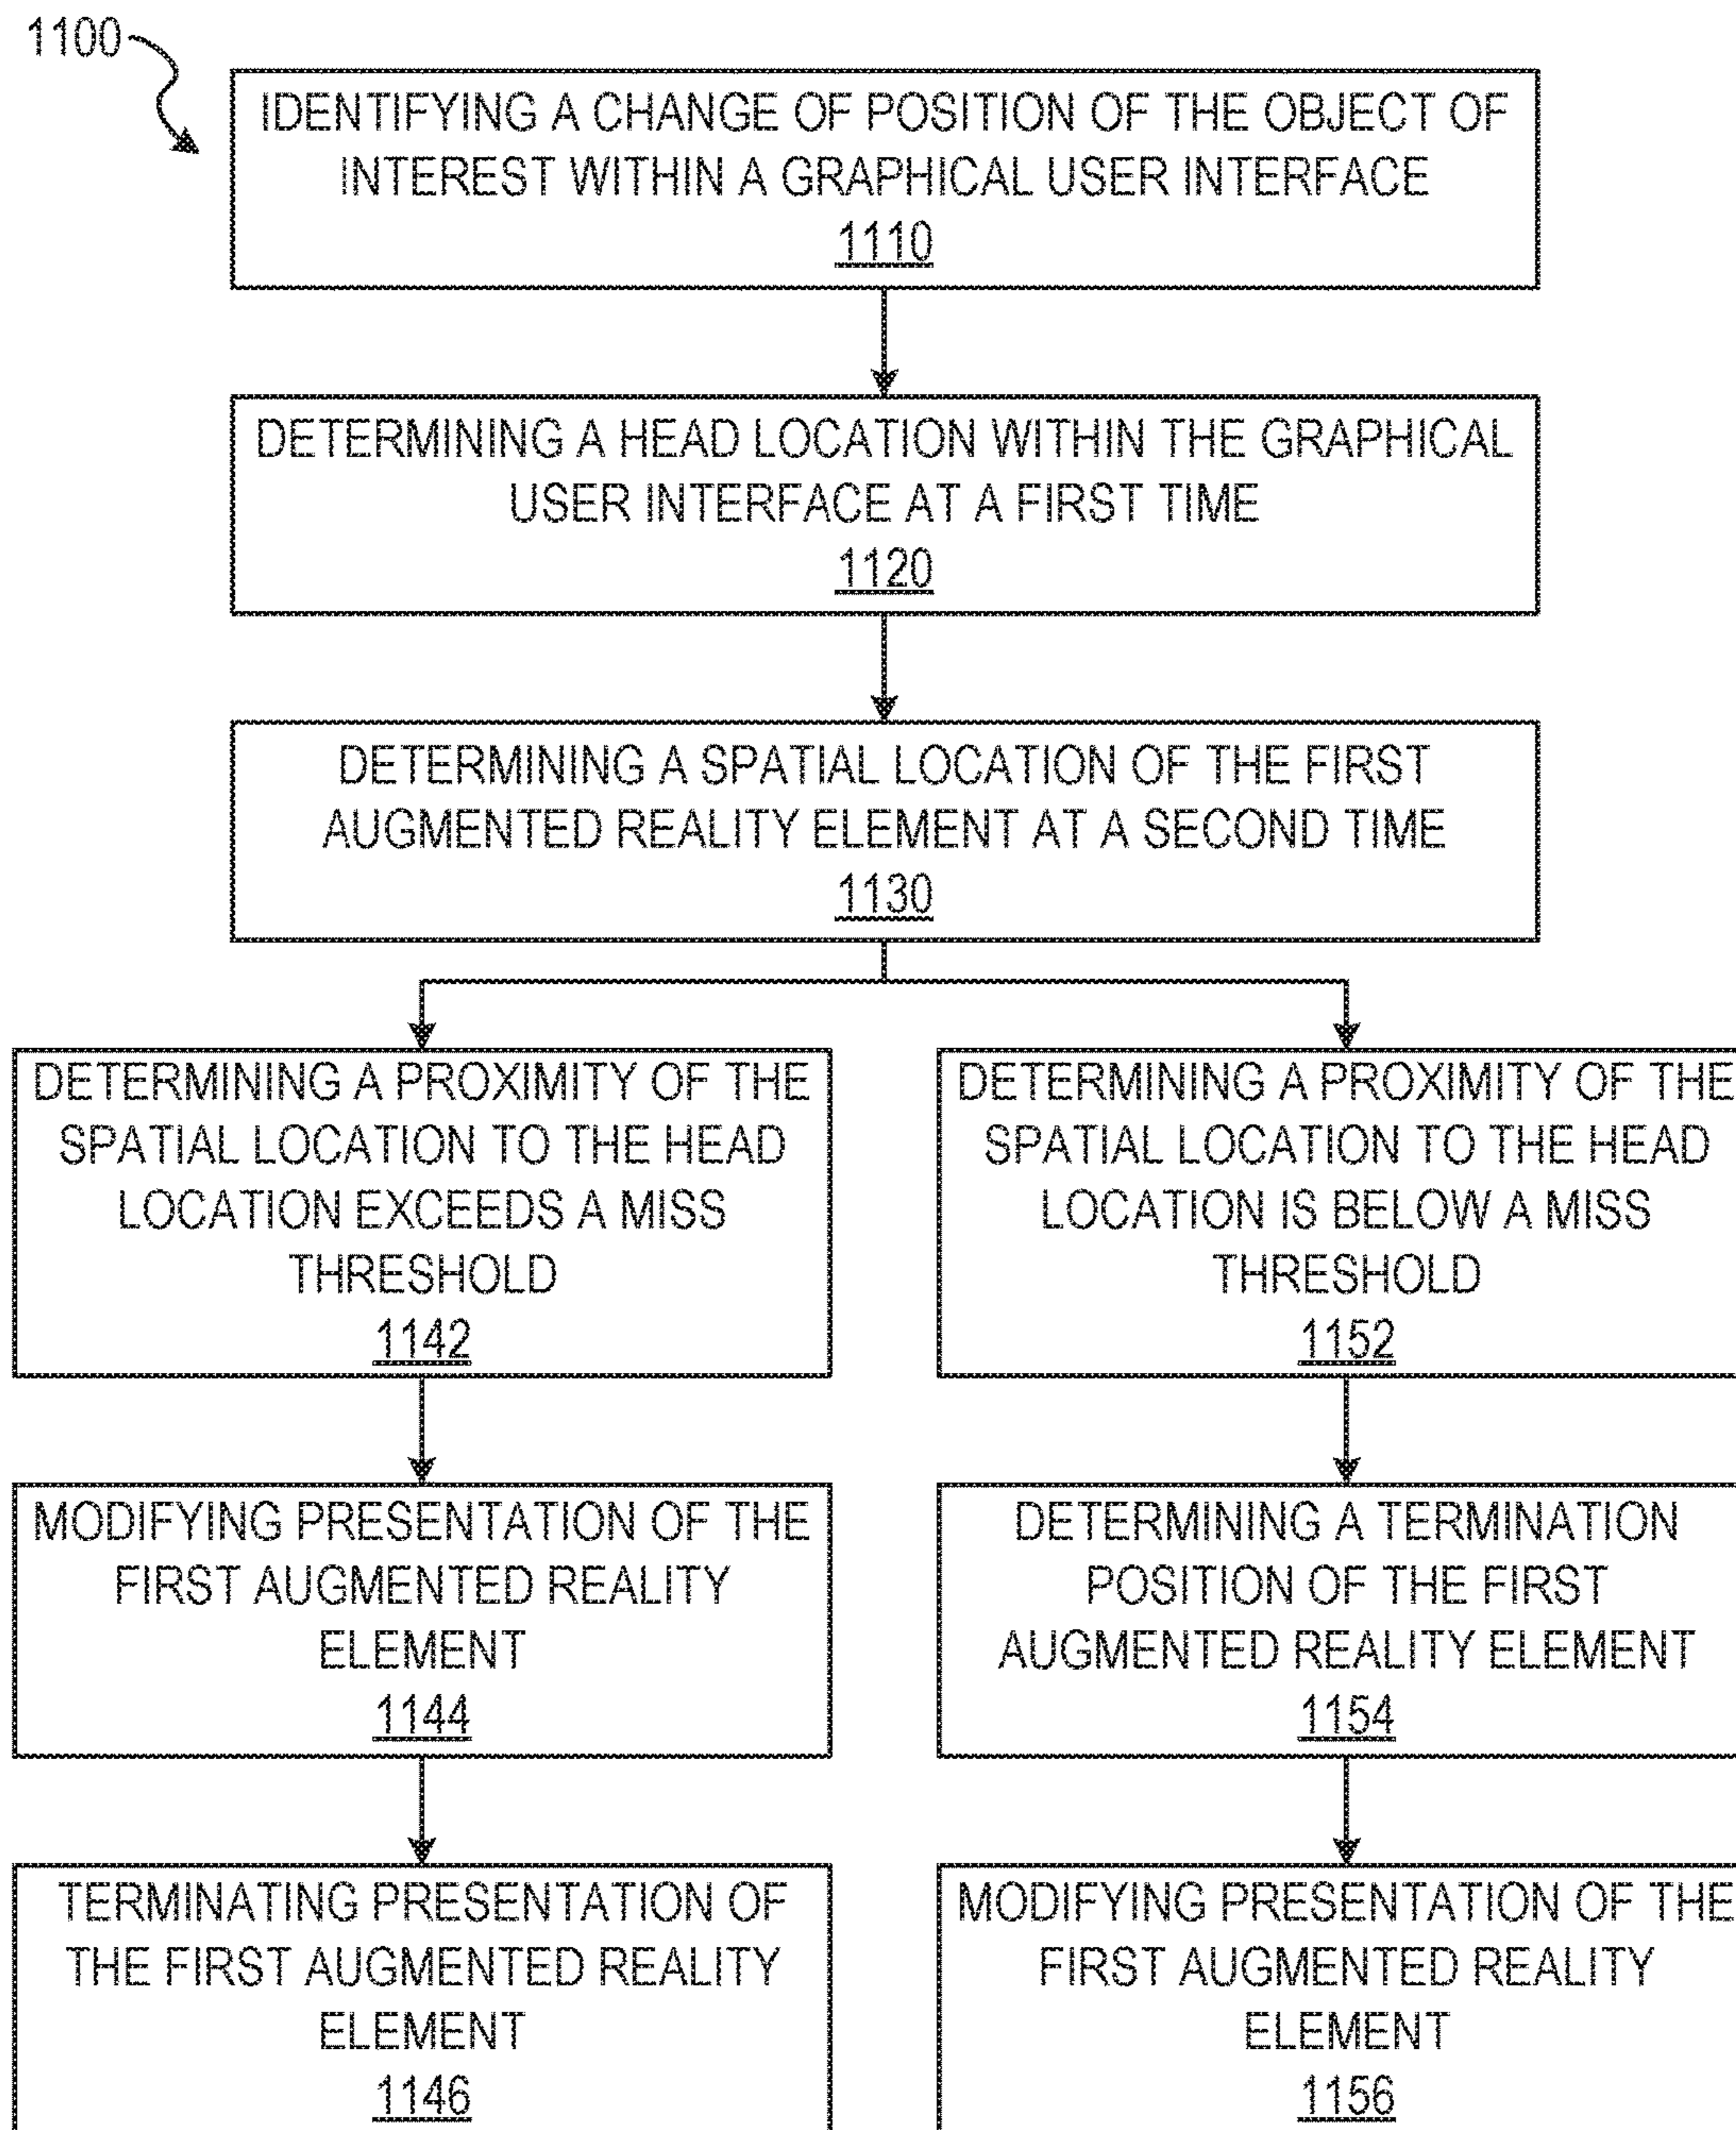 1100
IDENTIFYING A CHANGE OF POSITION OF THE OBJECT OF
INTEREST WITHIN A GRAPHICAL USER INTERFACE
1110
DETERMINING A HEAD LOCATION WITHIN THE GRAPHICAL
USER INTERFACE AT A FIRST TIME
1120
DETERMINING A SPATIAL LOCATION OF THE FIRST
AUGMENTED REALITY ELEMENT AT A SECOND TIME
1130
DETERMINING A PROXIMITY OF THE
SPATIAL LOCATION TO THE HEAD
LOCATION EXCEEDS A MISS
THRESHOLD
1142
MODIFYING PRESENTATION OF THE
FIRST AUGMENTED REALITY
ELEMENT
1144
TERMINATING PRESENTATION OF
THE FIRST AUGMENTED REALITY
ELEMENT
1146
DETERMINING A PROXIMITY OF THE
SPATIAL LOCATION TO THE HEAD
LOCATION IS BELOW A MISS
THRESHOLD
1152
DETERMINING A TERMINATION
POSITION OF THE FIRST
AUGMENTED REALITY ELEMENT
1154
MODIFYING PRESENTATION OF THE
FIRST AUGMENTED REALITY
ELEMENT
1156